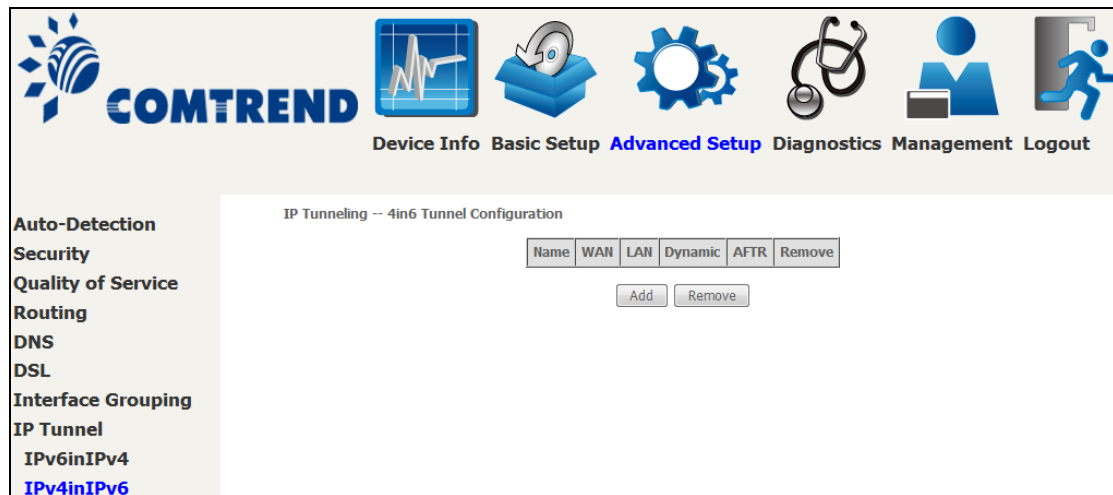 COMTREND
Device Info Basic Setup Advanced Setup Diagnostics Management Logout
Auto-Detection
Security
Quality of Service
Routing
DNS
DSL
Interface Grouping
IP Tunnel
IPv6inIPv4
IPv4inIPv6
IP Tunneling -- 4in6 Tunnel Configuration
Name WAN LAN Dynamic AFTR Remove
Add Remove